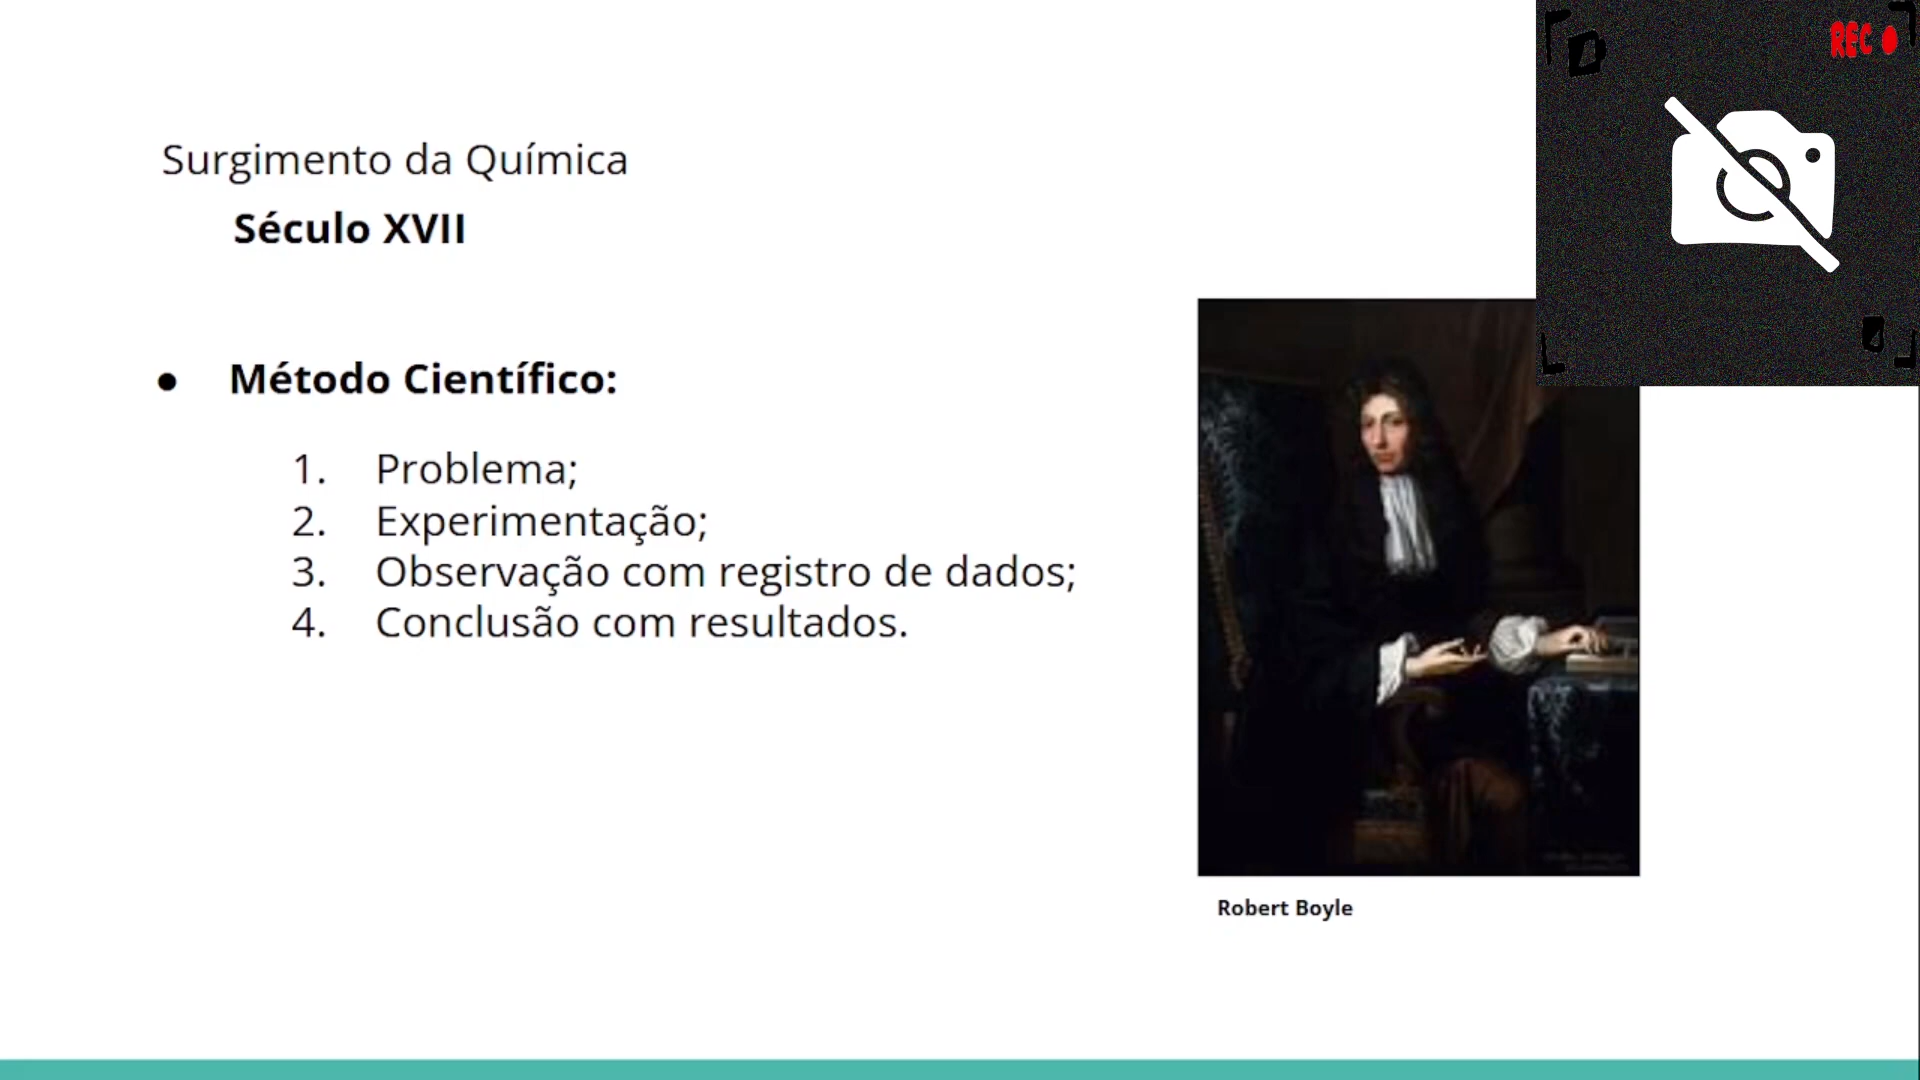 Surgimento da Química
Século XVII
● Método Científico:
1. Problema;
2. Experimentação;
3. Observação com registro de dados;
4. Conclusão com resultados.
REC
Robert Boyle